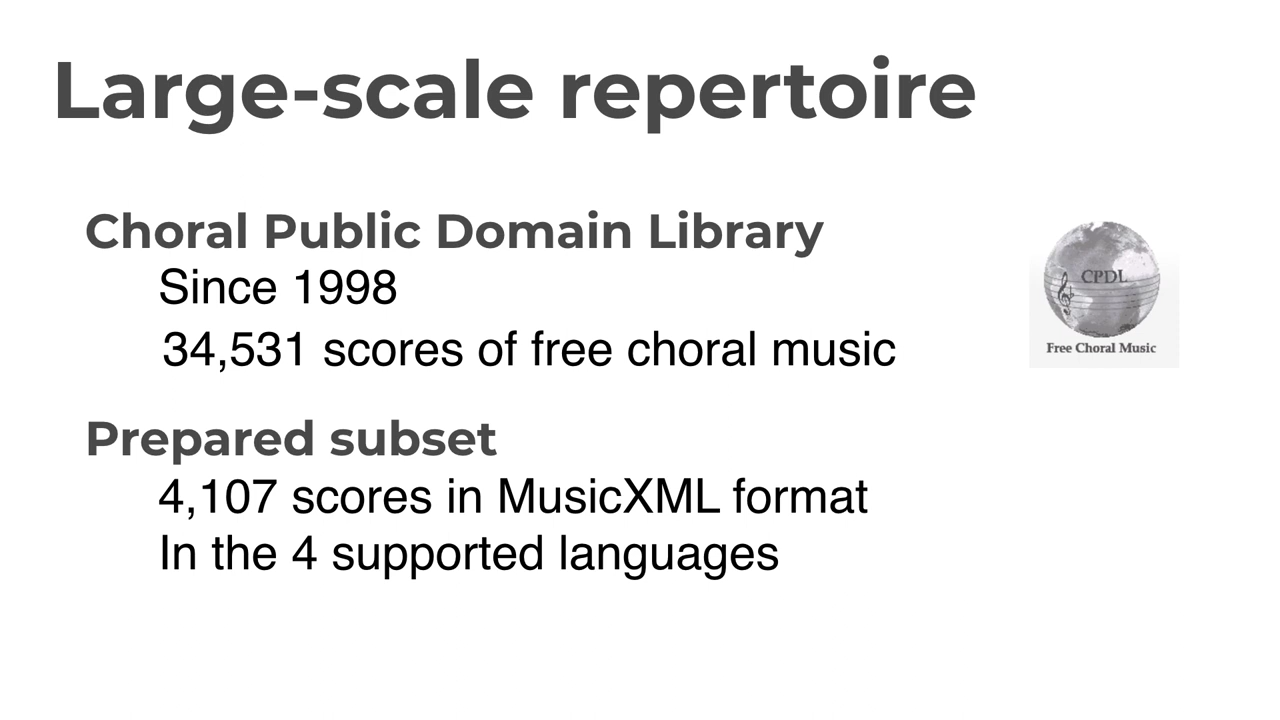 Large-scale repertoire
Choral Public Domain Library
Since 1998
34,531 scores of free choral music
CPDL
Free Choral Music
Prepared subset
4,107 scores in MusicXML format
In the 4 supported languages